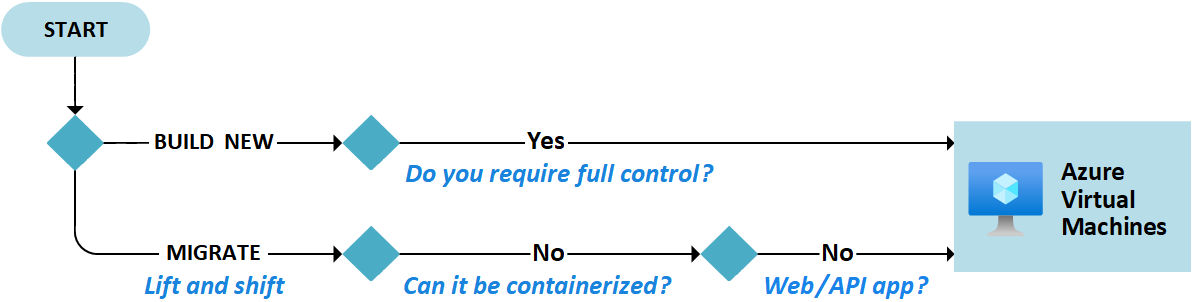 START
BUILD NEW
Yes
Do you require full control?
MIGRATE
Lift and shift
No
Can it be containerized?
No
Web/API app?
Azure
Virtual
Machines